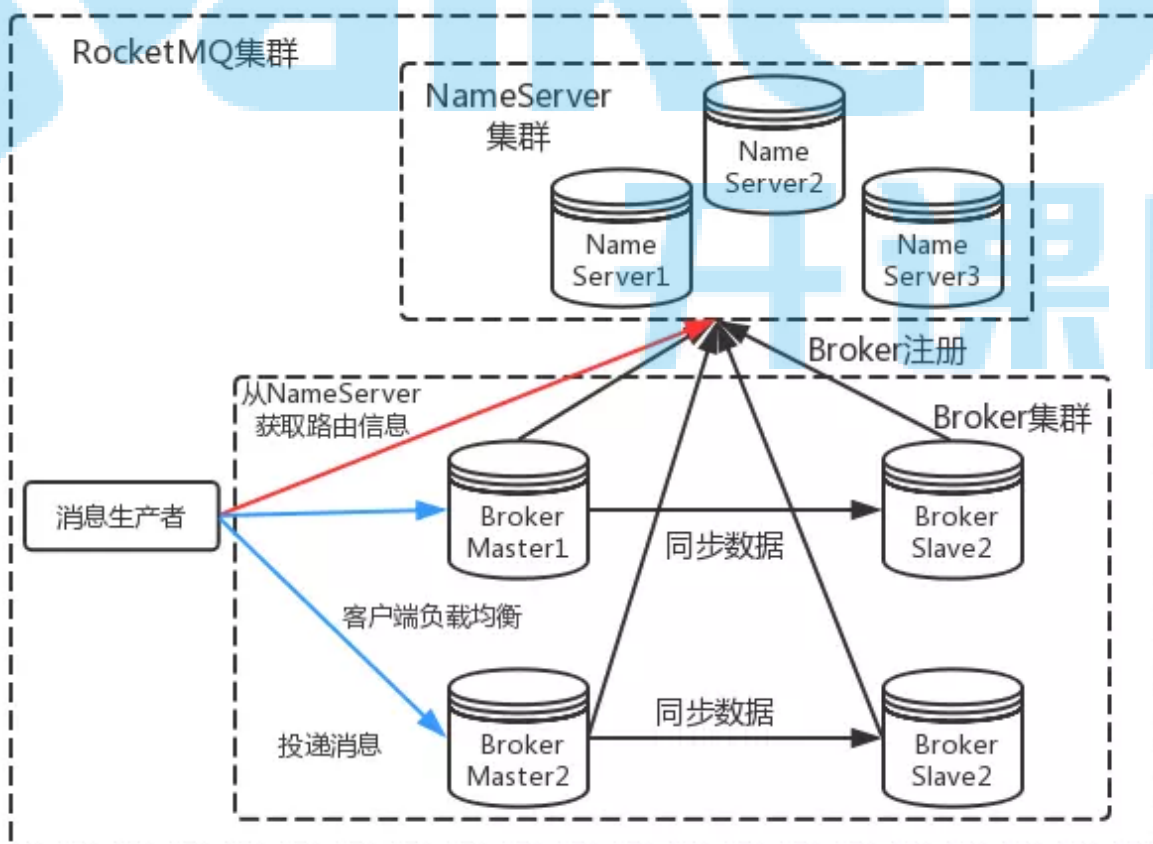 RocketMQ集群
NameServer
集群
Name
Server2
Name
Server1
Name
Server3
Broker注册
从NameServer
获取路由信息
Broker集群
消息生产者
Broker
Master1
同步数据
Broker
Slave2
客户端负载均衡
投递消息
Broker
Master2
同步数据
Broker
Slave2
开课